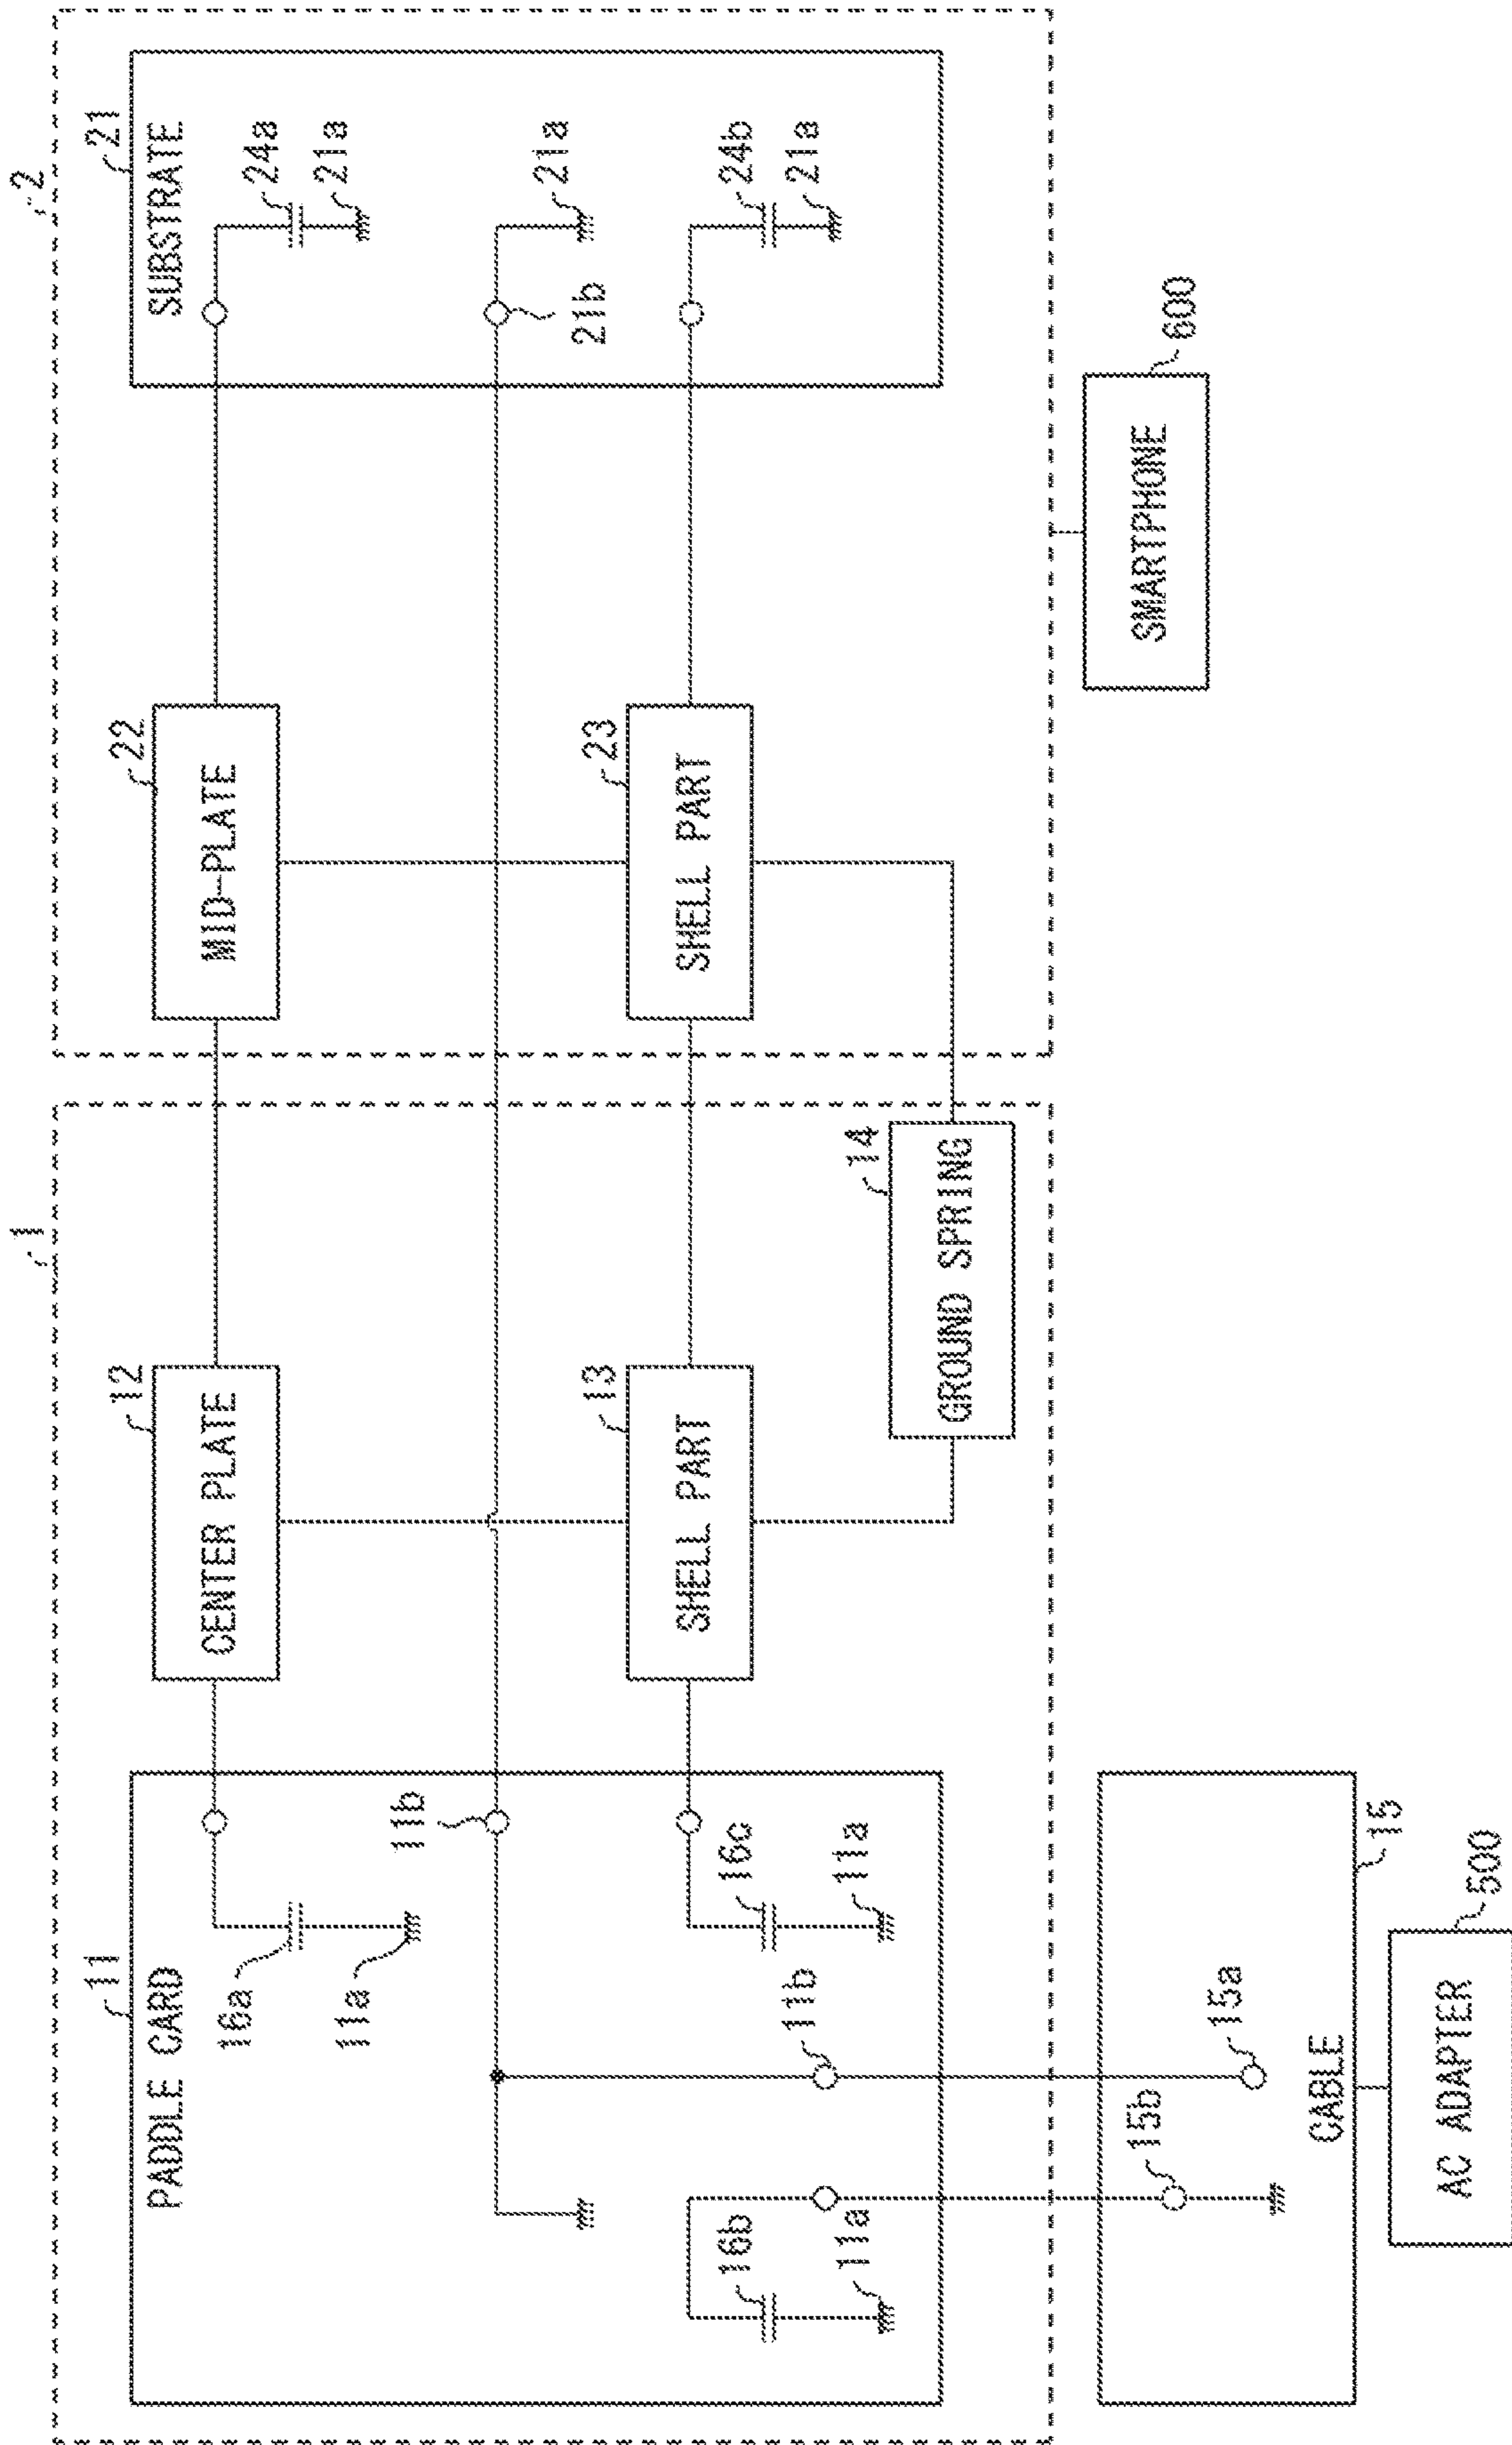 1
2
11
PADDLE CARD
16a
11a
11b
16b
11a
11b
16c
11a
12
CENTER PLATE
13
SHELL PART
14
GROUND SPRING
22
MID-PLATE
23
SHELL PART
21
SUBSTRATE
24a
21a
21b
21a
24b
21a
15b
15a
CABLE
15
AC ADAPTER
500
SMARTPHONE
600